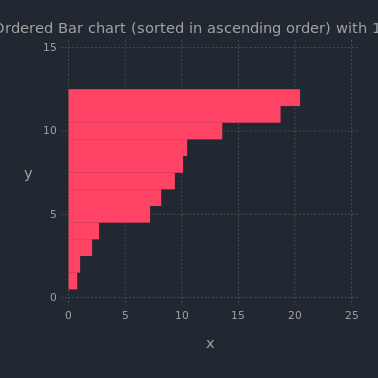 Ordered Bar chart (sorted in ascending order) with 1
15
10
5
0
y
0 5 10 15 20 25
x